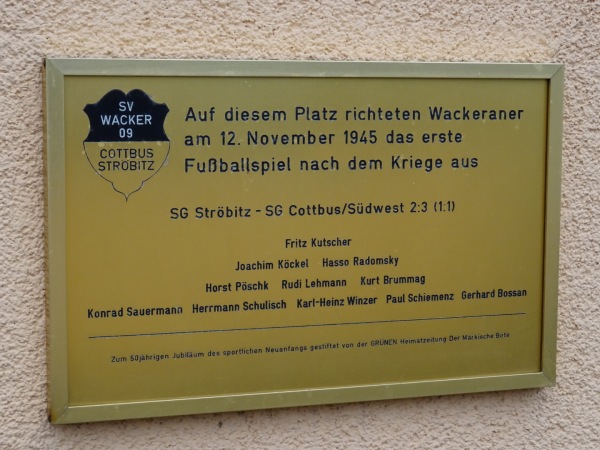 SV
WACKER
09
COTTBUS
STRÖBITZ
Auf diesem Platz richteten Wackeraner
am 12. November 1945 das erste
Fußballspiel nach dem Kriege aus
SG Ströbitz - SG Cottbus/Südwest 2:3 (1:1)
Fritz Kutscher
Joachim Köckel Hasso Radomsky
Horst Pöschk Rudi Lehmann Kurt Brummag
Konrad Sauermann Herrmann Schulisch Karl-Heinz Winzer Paul Schiemenz Gerhard Bossan
Zum 50jährigen Jubiläum des sportlichen Neuanfangs gestiftet von der GRÜNEN Heimatzeitung Der Märkische Bote